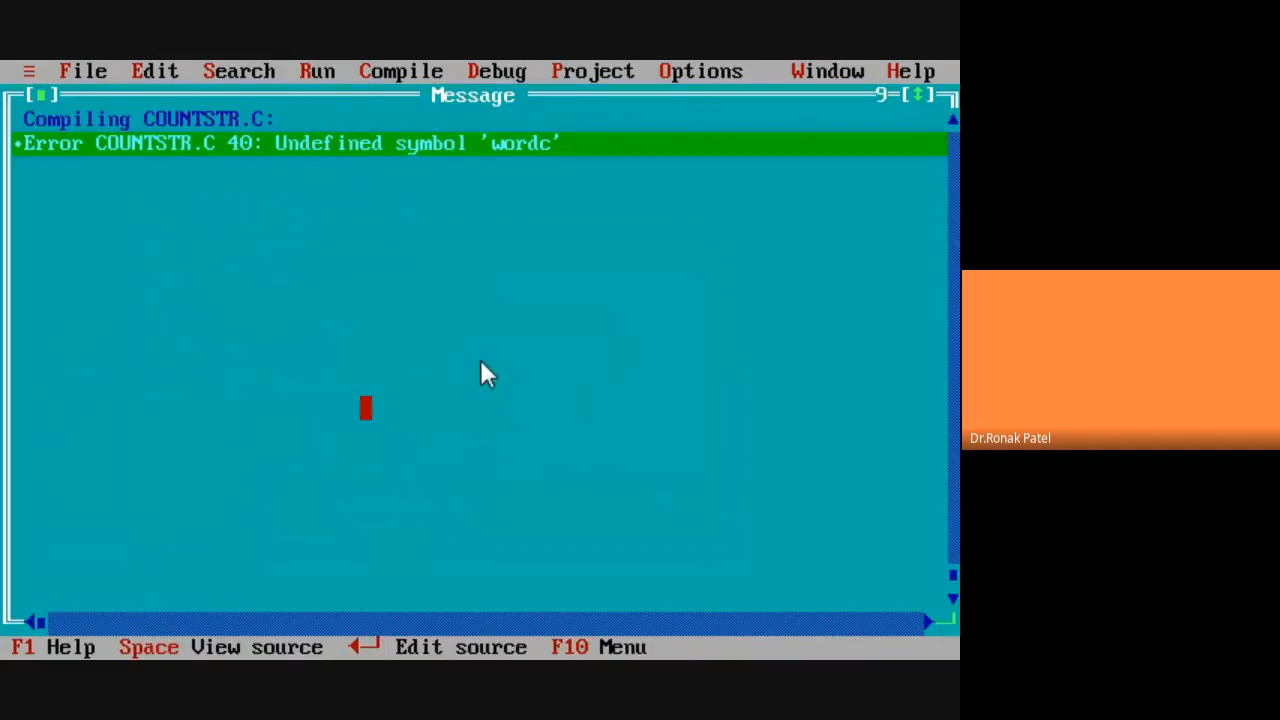 ≡ File Edit Search Run Compile Debug Project Options Window Help
Message 9
Compiling COUNTSTR.C:
•Error COUNTSTR.C 40: Undefined symbol 'wordc'
F1 Help Space View source ◄─┘ Edit source F10 Menu
Dr.Ronak Patel